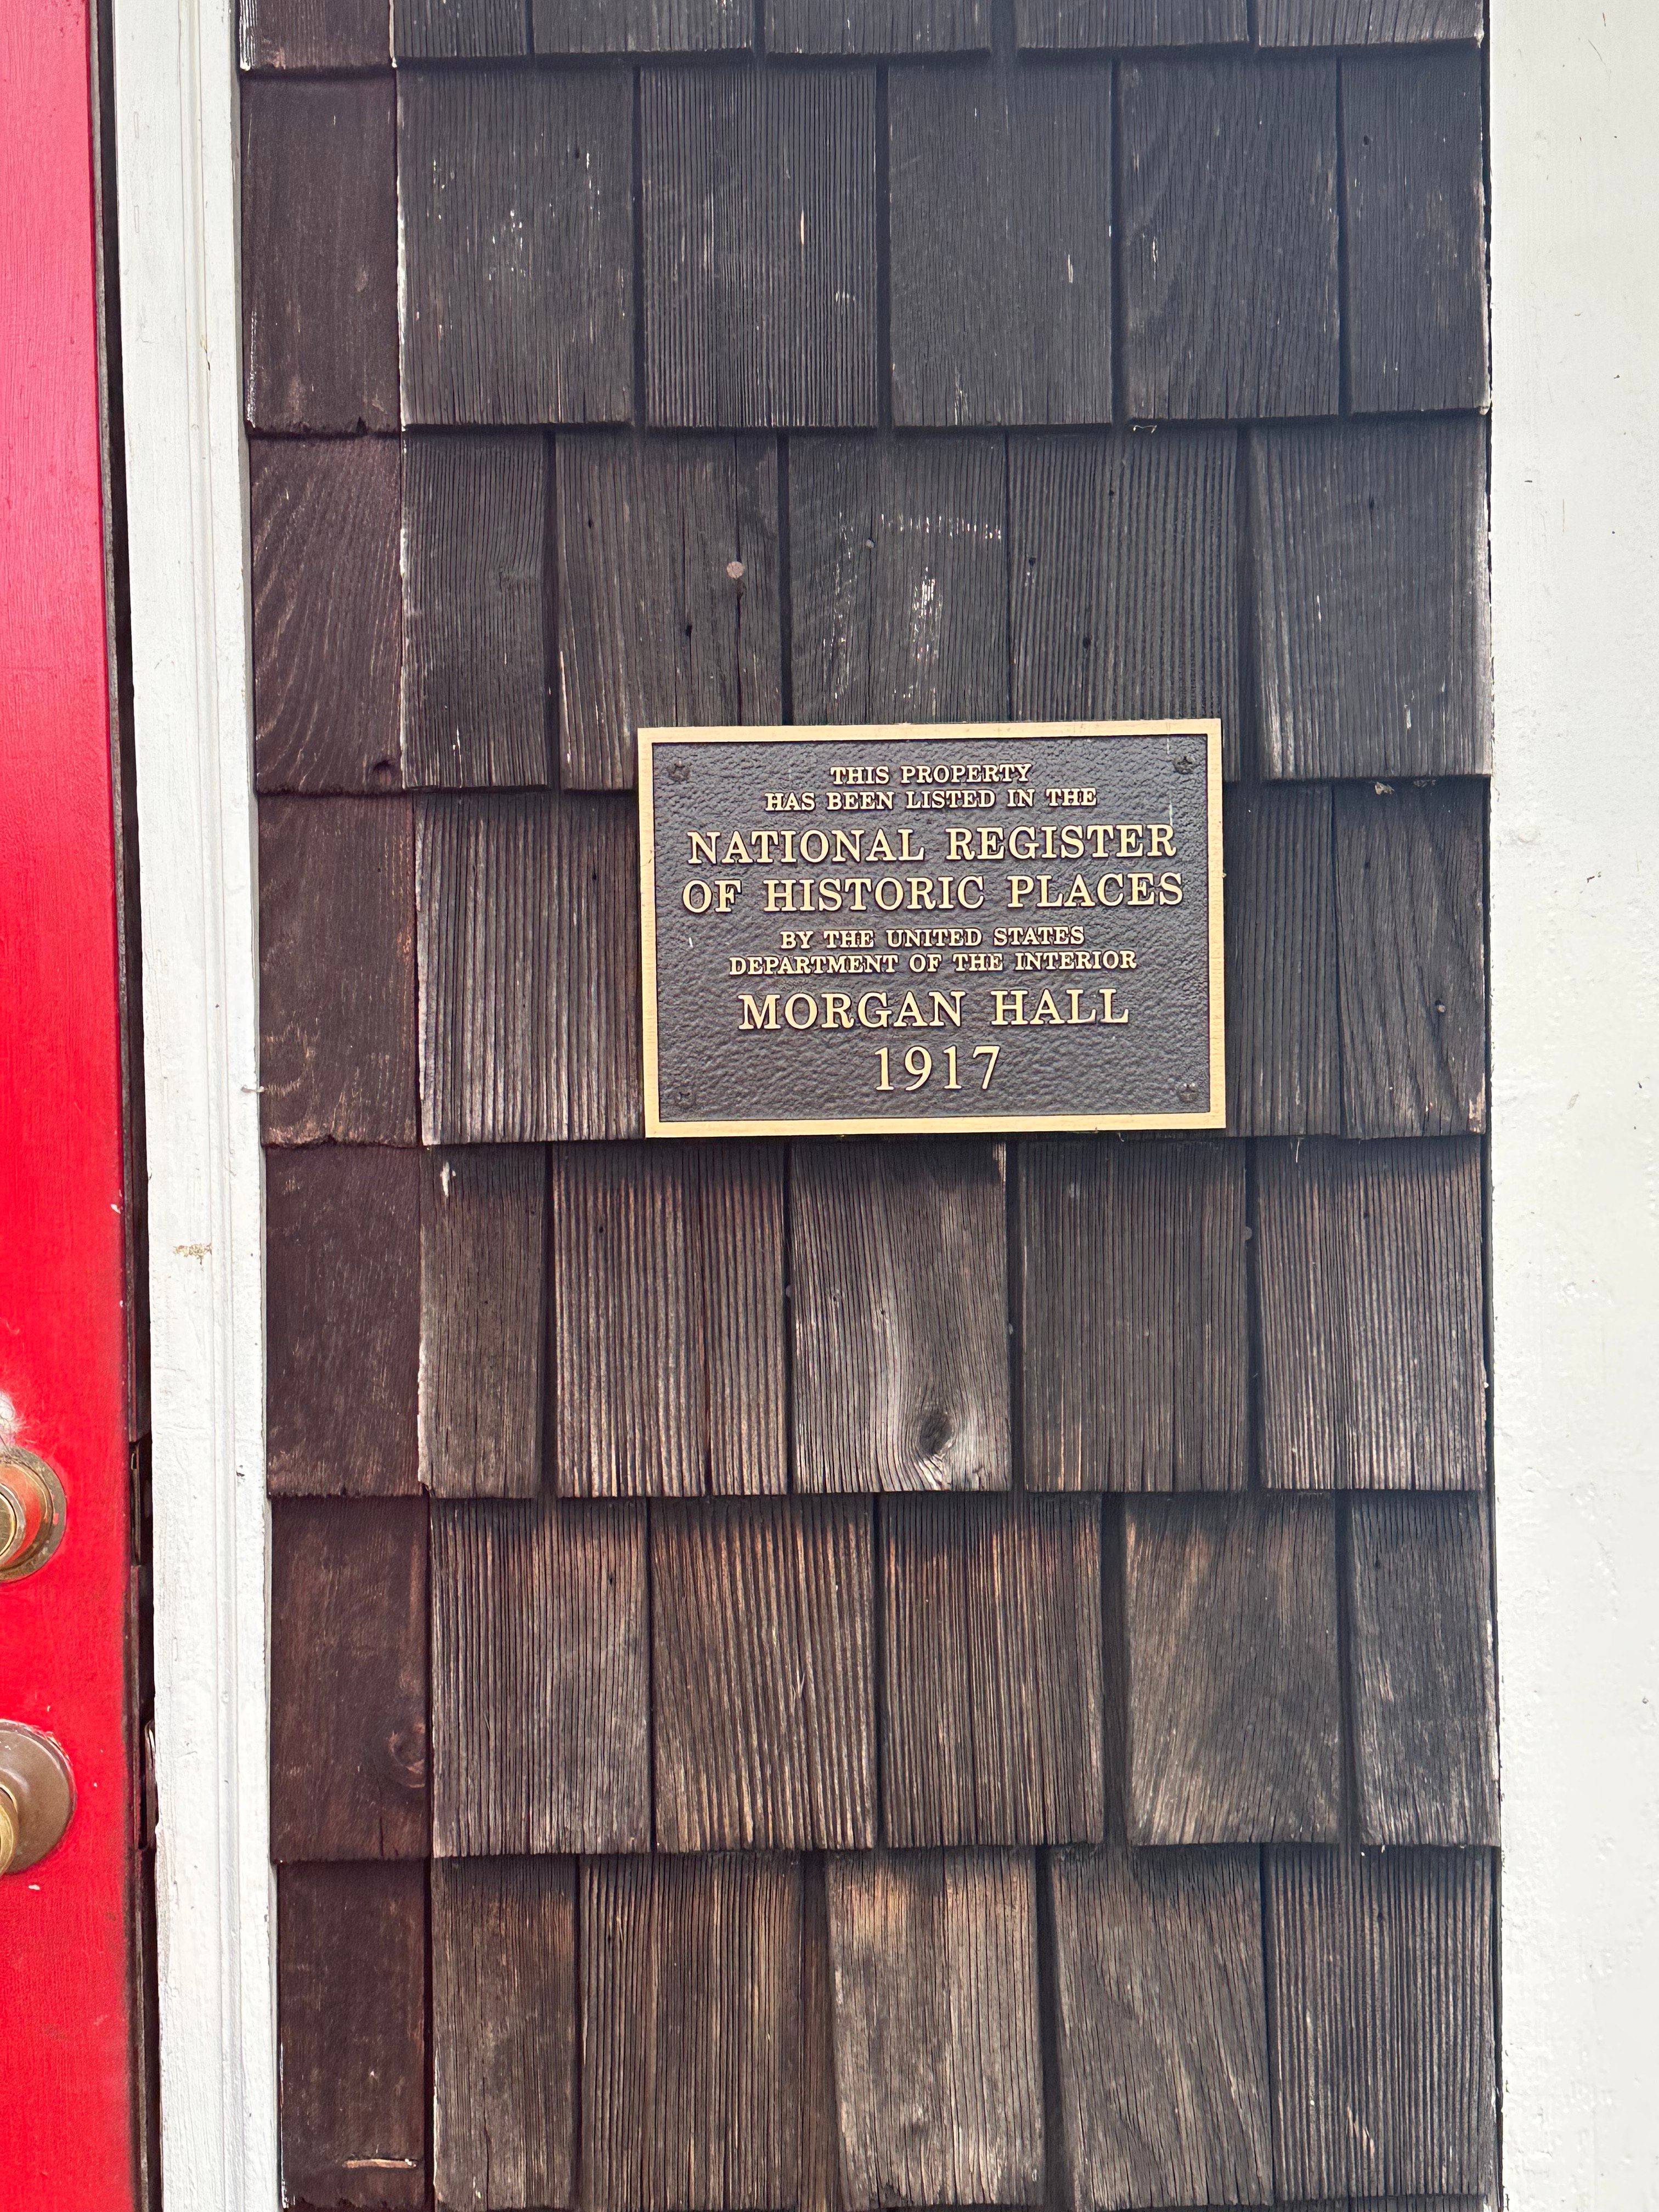 THIS PROPERTY
HAS BEEN LISTED IN THE
NATIONAL REGISTER
OF HISTORIC PLACES
BY THE UNITED STATES
DEPARTMENT OF THE INTERIOR
MORGAN HALL
1917